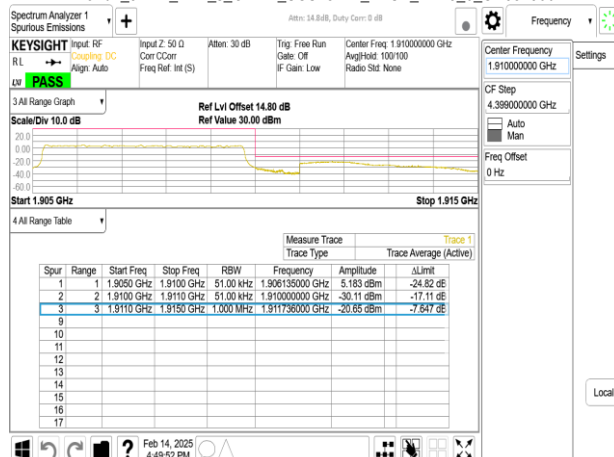 Spectrum Analyzer 1
Spurious Emissions
Attn: 14.8dB, Duty Corr: 0 dB
Frequency
KEYSIGHT
RL
LXI
PASS
Input: RF
Coupling: DC
Align: Auto
Input Z: 50 Ω
Corr CCorr
Freq Ref: Int (S)
Atten: 30 dB
Trig: Free Run
Gate: Off
IF Gain: Low
Center Freq: 1.910000000 GHz
Avg|Hold: 100/100
Radio Std: None
Center Frequency
1.910000000 GHz
Settings
CF Step
4.399000000 GHz
Auto
Man
Freq Offset
0 Hz
3 All Range Graph
Scale/Div 10.0 dB
Ref Lvl Offset 14.80 dB
Ref Value 30.00 dBm
20.0
0.00
-20.0
-40.0
-60.0
Start 1.905 GHz
Stop 1.915 GHz
4 All Range Table
Measure Trace Trace 1
Trace Type Trace Average (Active)
Spur Range Start Freq Stop Freq RBW Frequency Amplitude ΔLimit
1 1 1.9050 GHz 1.9100 GHz 51.00 kHz 1.906135000 GHz 5.183 dBm -24.82 dB
2 2 1.9100 GHz 1.9110 GHz 51.00 kHz 1.910000000 GHz -30.11 dBm -17.11 dB
3 3 1.9110 GHz 1.9150 GHz 1.000 MHz 1.911736000 GHz -20.65 dBm -7.647 dB
9
10
11
12
13
14
15
16
17
Local
Feb 14, 2025
4:49:52 PM